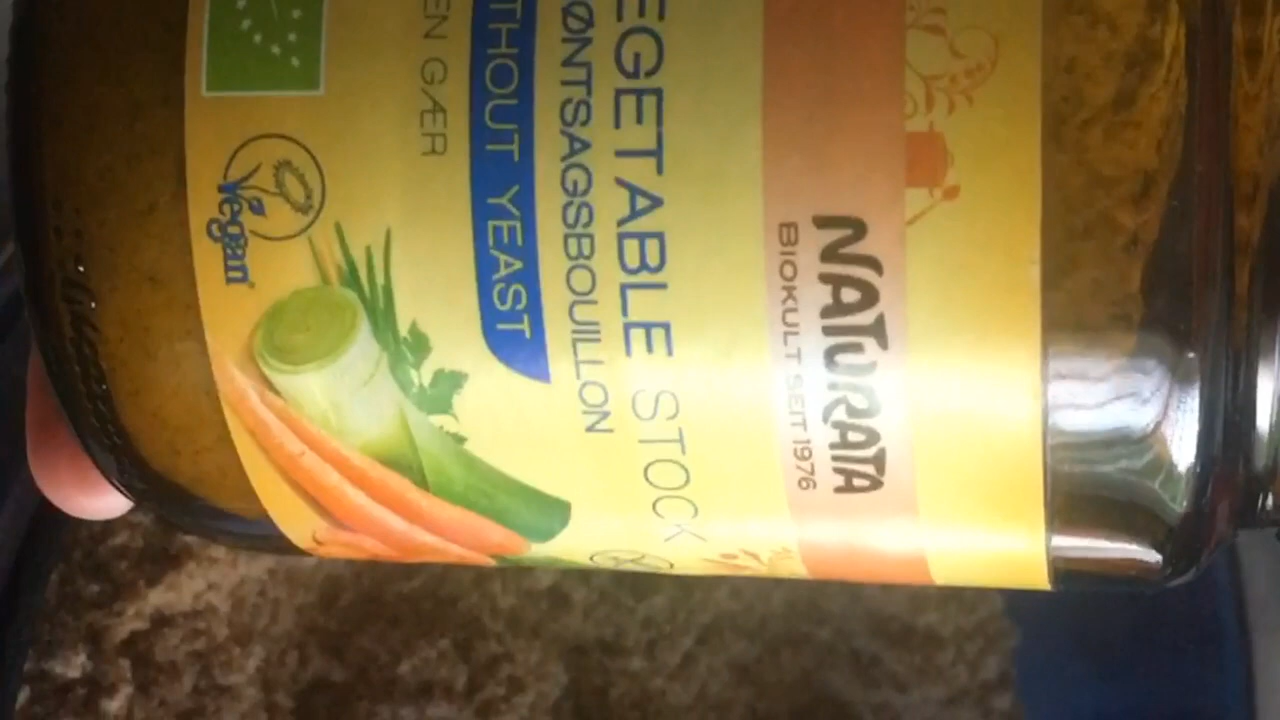 NATURATA
BIOKULT SEIT 1976
EGETABLE STOCK
ØNTSAGSBOUILLON
THOUT YEAST
EN GÆR
Vegan